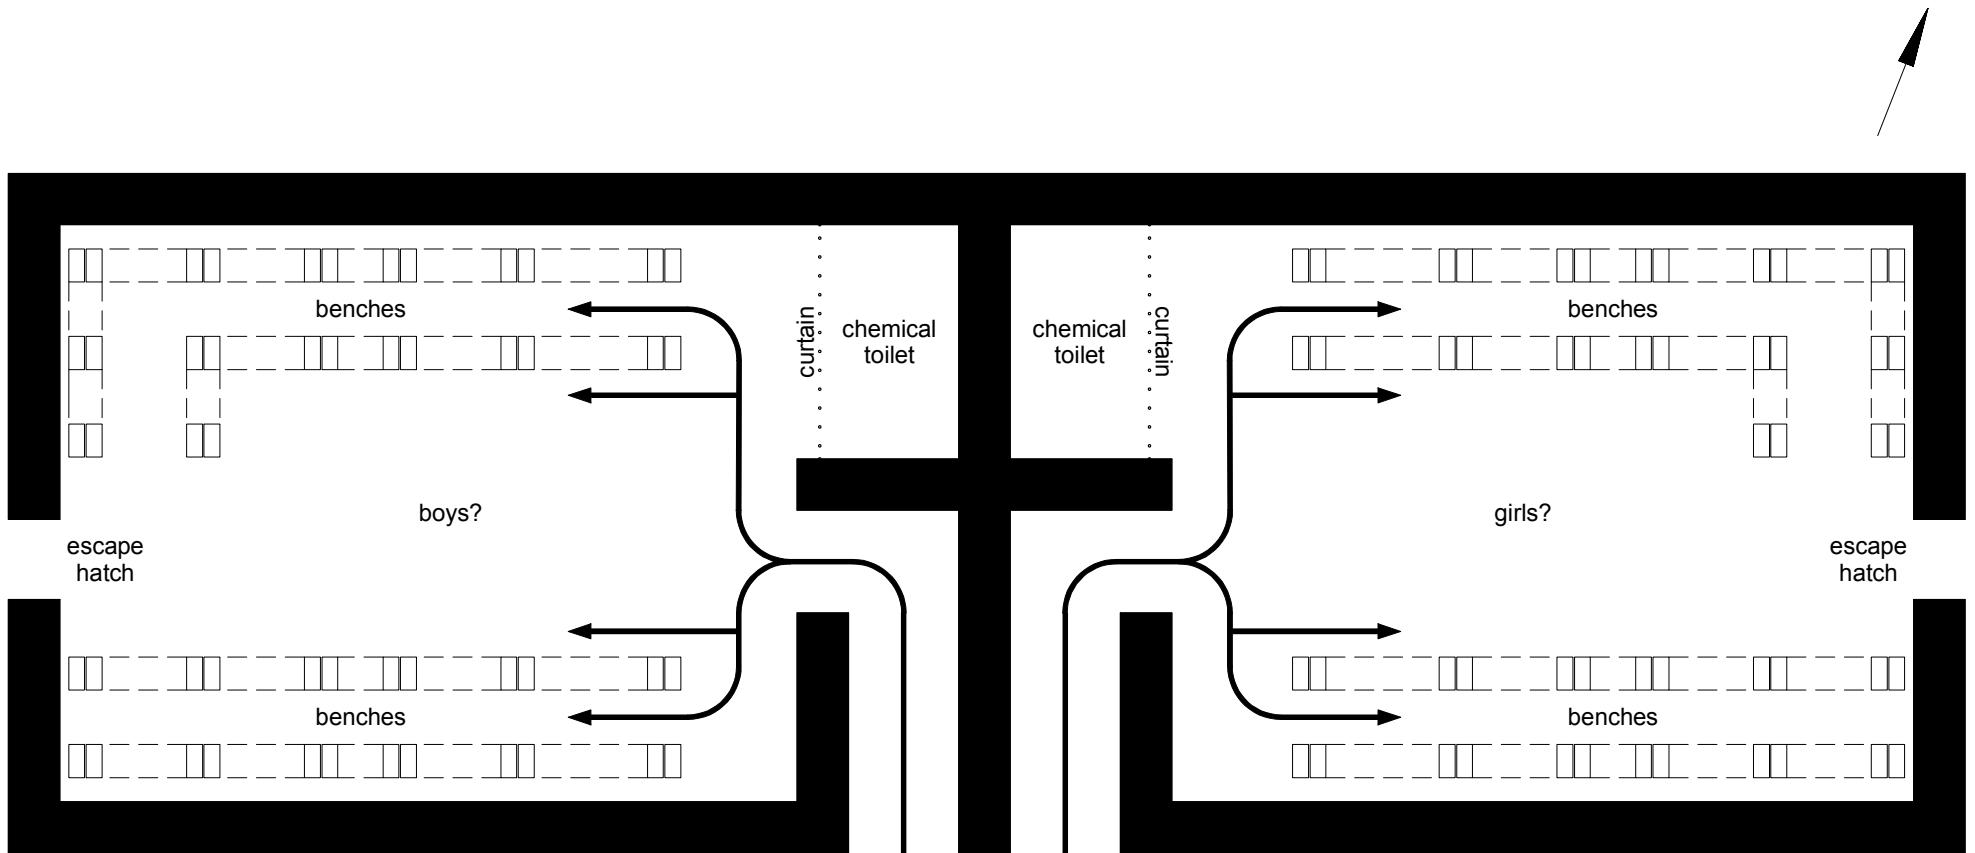 benches
benches
curtain
chemical
toilet
chemical
toilet
curtain
boys?
girls?
escape
hatch
escape
hatch
benches
benches